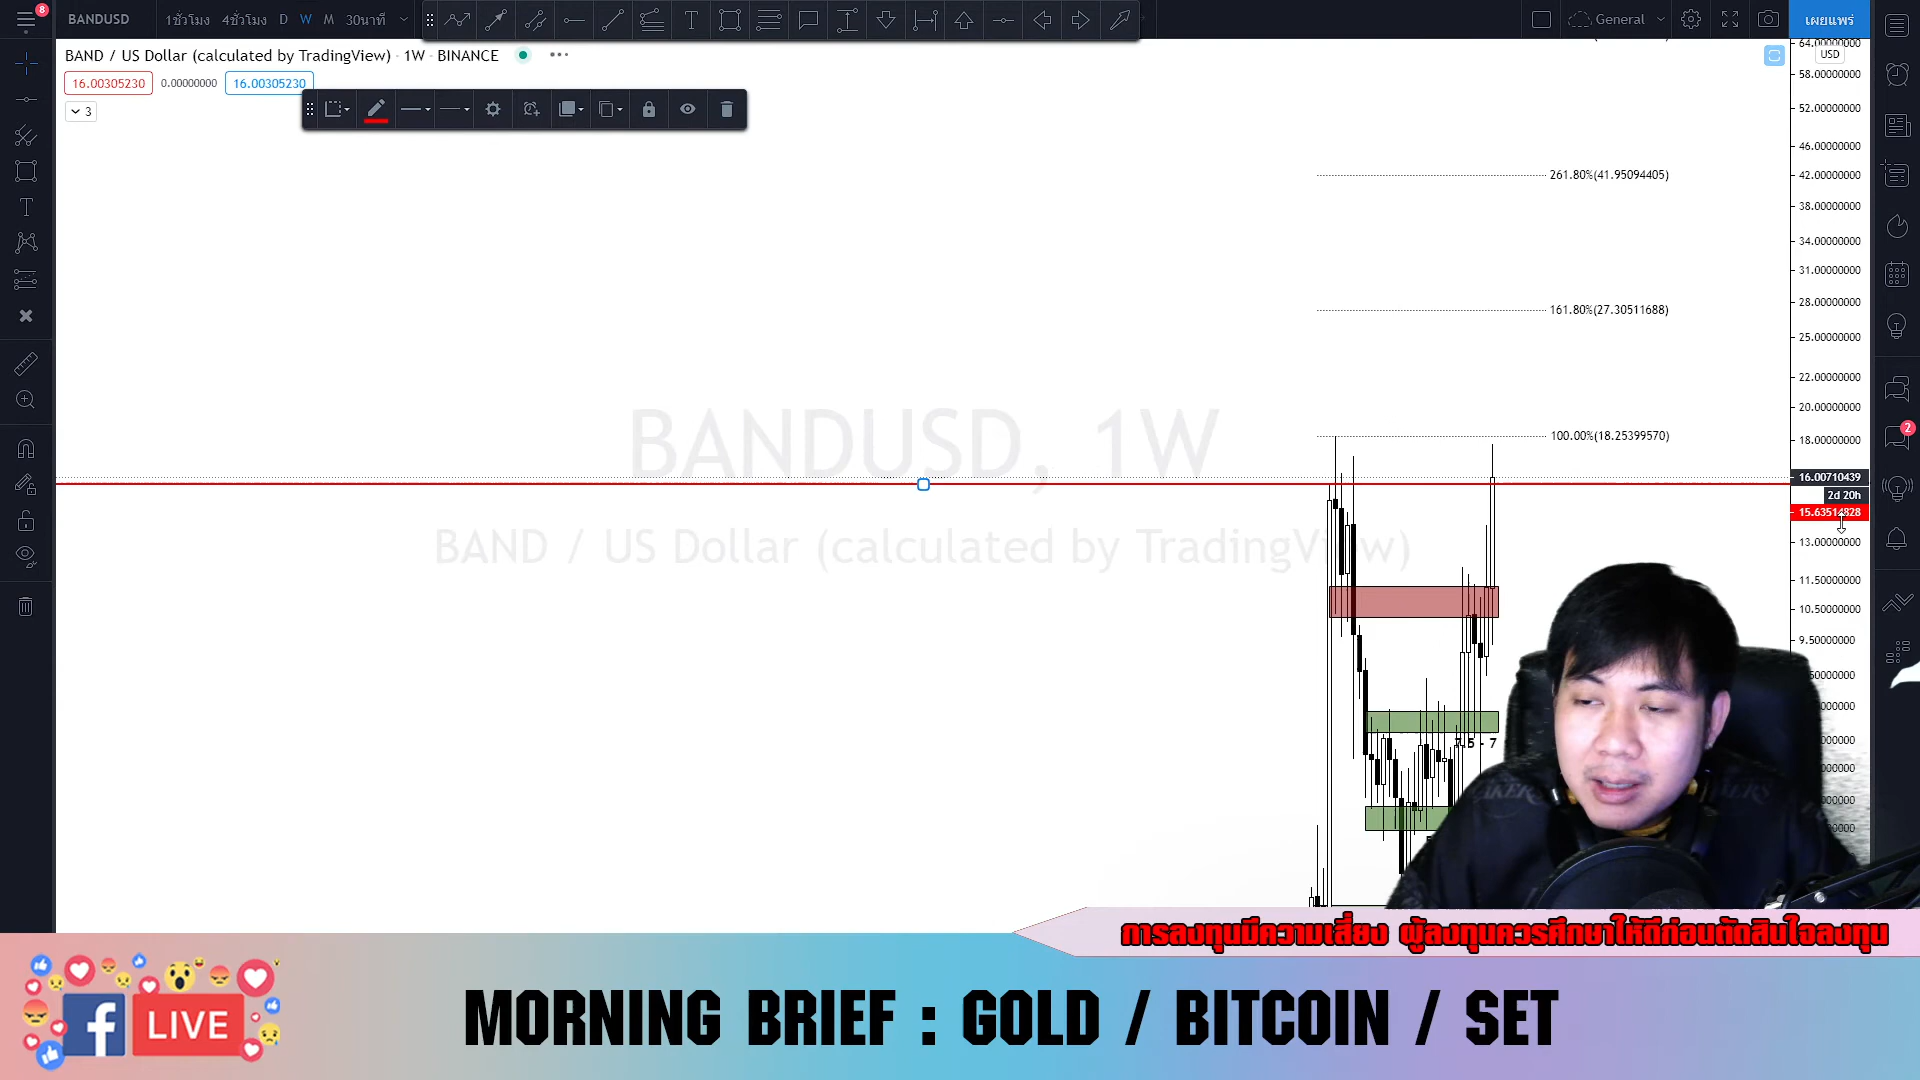 8
BANDUSD
1ชั่วโมง
4ชั่วโมง
D
W
M
30นาที
General
เผยแพร่
BAND / US Dollar (calculated by TradingView) · 1W · BINANCE
USD
16.00305230
0.00000000
16.00305230
3
64.00000000
58.00000000
52.00000000
46.00000000
261.80%(41.95094405)
42.00000000
38.00000000
34.00000000
31.00000000
161.80%(27.30511688)
28.00000000
25.00000000
22.00000000
20.00000000
BANDUSD, 1W
100.00%(18.25399570)
18.00000000
2
16.00710439
2d 20h
15.63514828
BAND / US Dollar (calculated by TradingView)
13.00000000
11.50000000
10.50000000
9.50000000
7.5 - 7
การลงทุนมีความเสี่ยง ผู้ลงทุนควรศึกษาให้ดีก่อนตัดสินใจลงทุน
f LIVE
MORNING BRIEF : GOLD / BITCOIN / SET